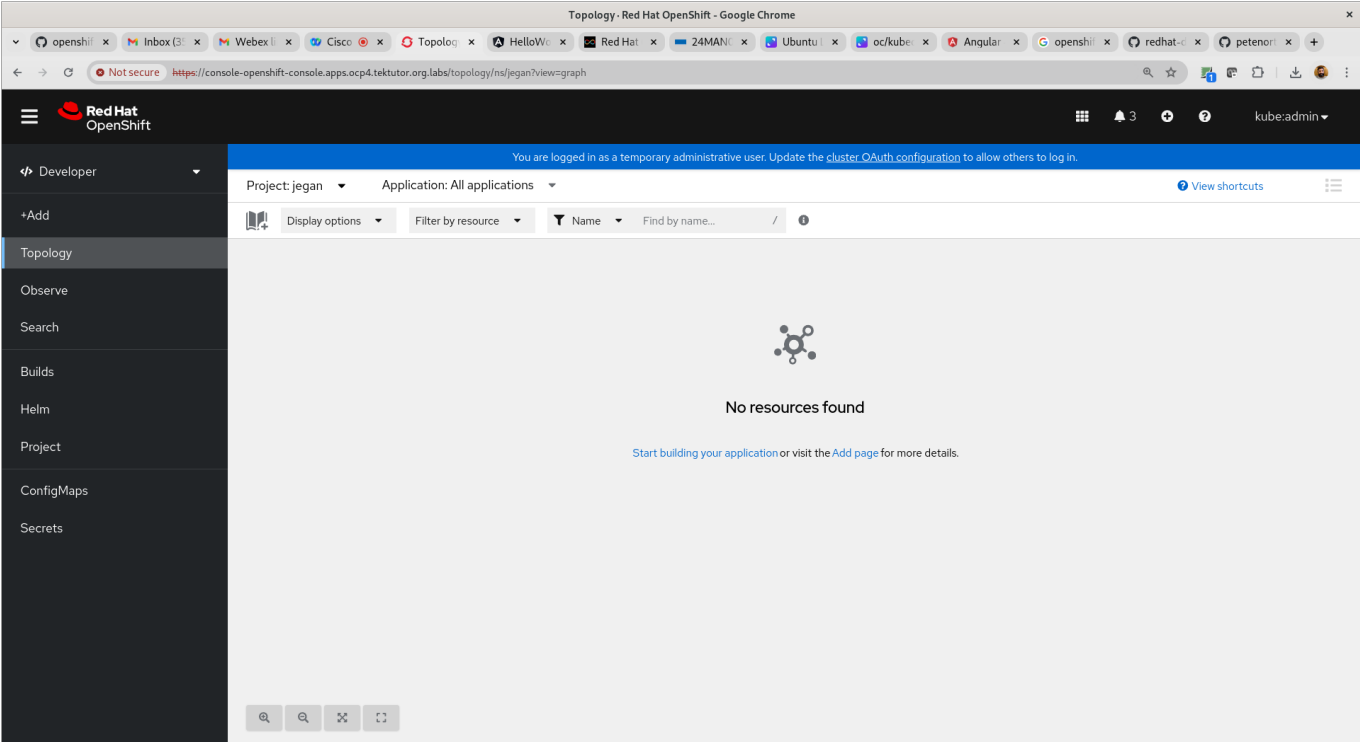 Topology · Red Hat OpenShift - Google Chrome
openshif Inbox (3 Webex li Cisco Topolog HelloWo Red Hat 24MAN Ubuntu oc/kube Angular openshif redhat-c petenor
Not secure https://console-openshift-console.apps.ocp4.tektutor.org.labs/topology/ns/jegan?view=graph 1
Red Hat
OpenShift
3 kube:admin
You are logged in as a temporary administrative user. Update the cluster OAuth configuration to allow others to log in.
Developer
Project: jegan Application: All applications View shortcuts
+Add
Display options Filter by resource Name Find by name... /
Topology
Observe
Search
Builds
Helm
Project
ConfigMaps
Secrets
No resources found
Start building your application or visit the Add page for more details.